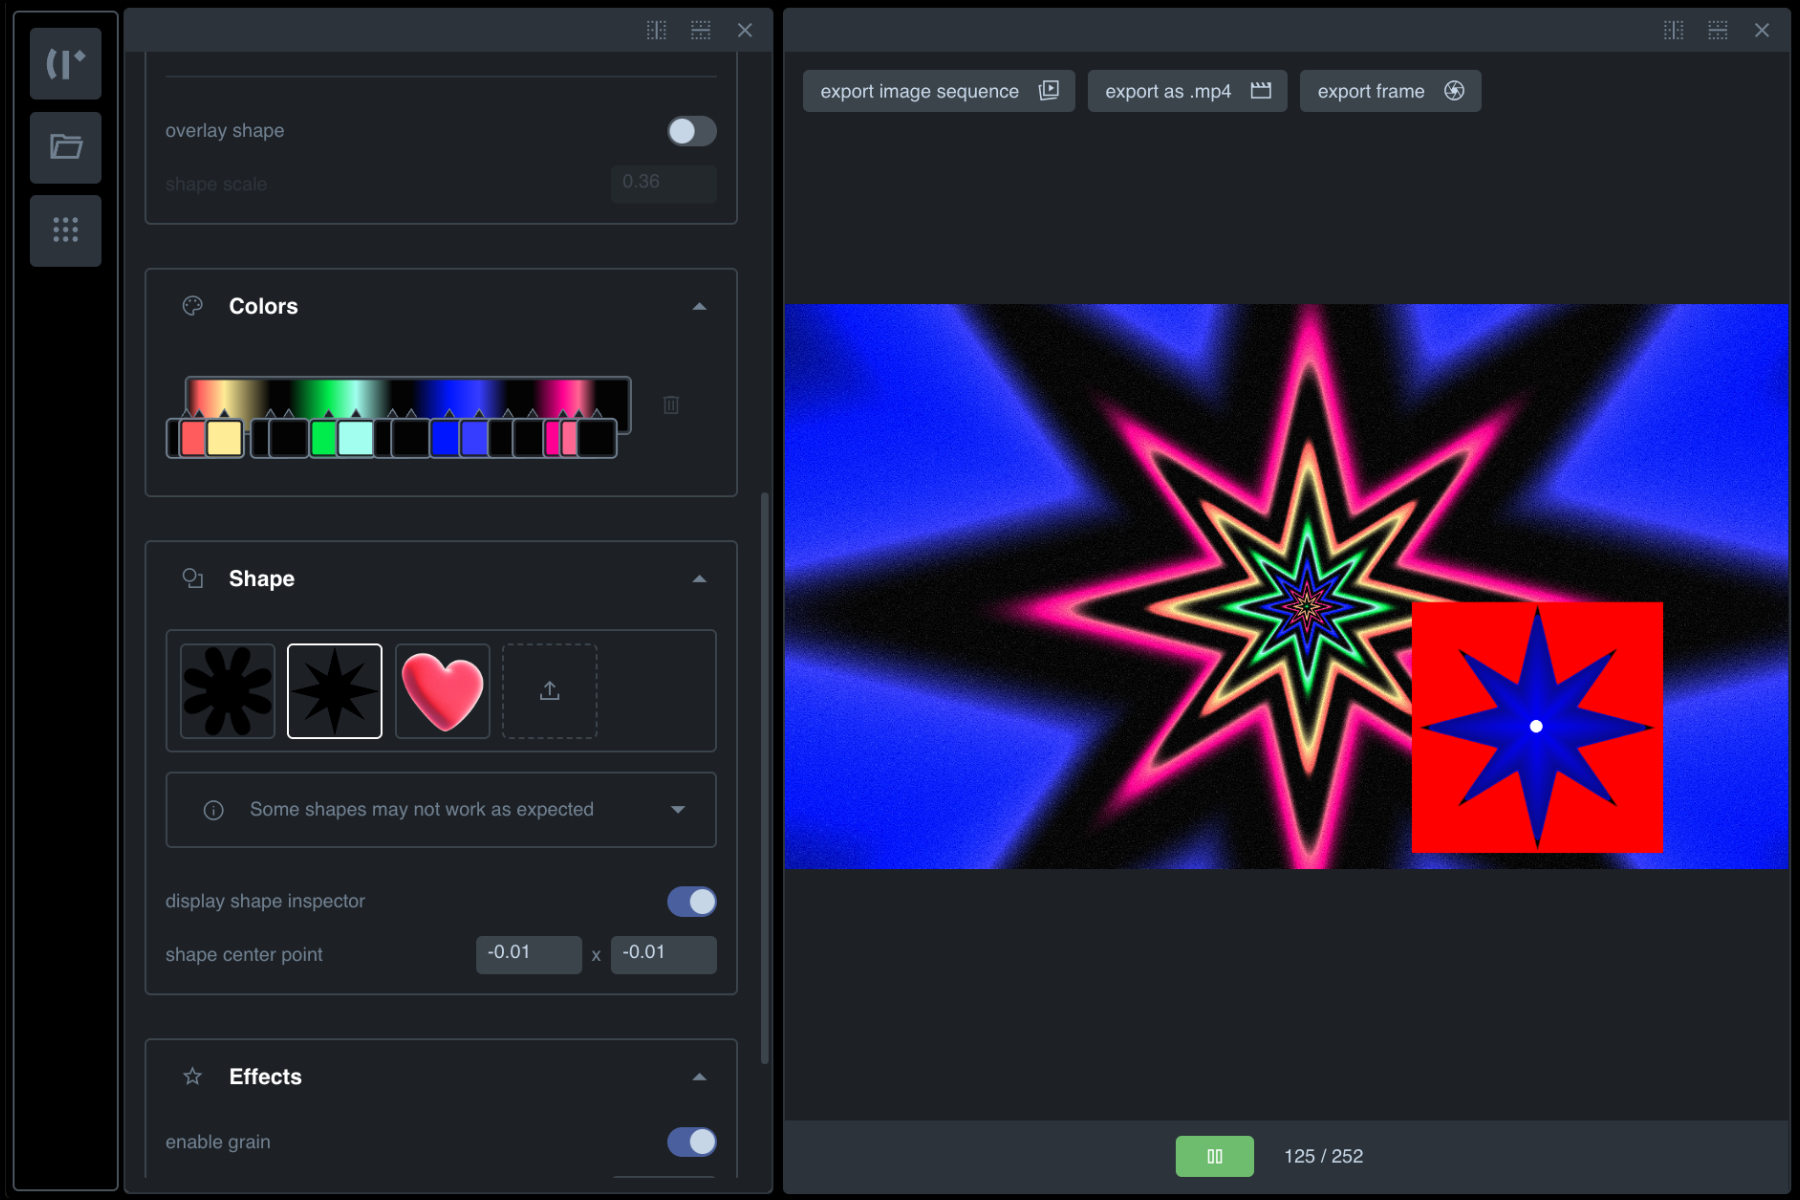 export image sequence
export as .mp4
export frame
overlay shape
shape scale
0.36
Colors
Shape
Some shapes may not work as expected
display shape inspector
shape center point
-0.01
x
-0.01
Effects
enable grain
125 / 252